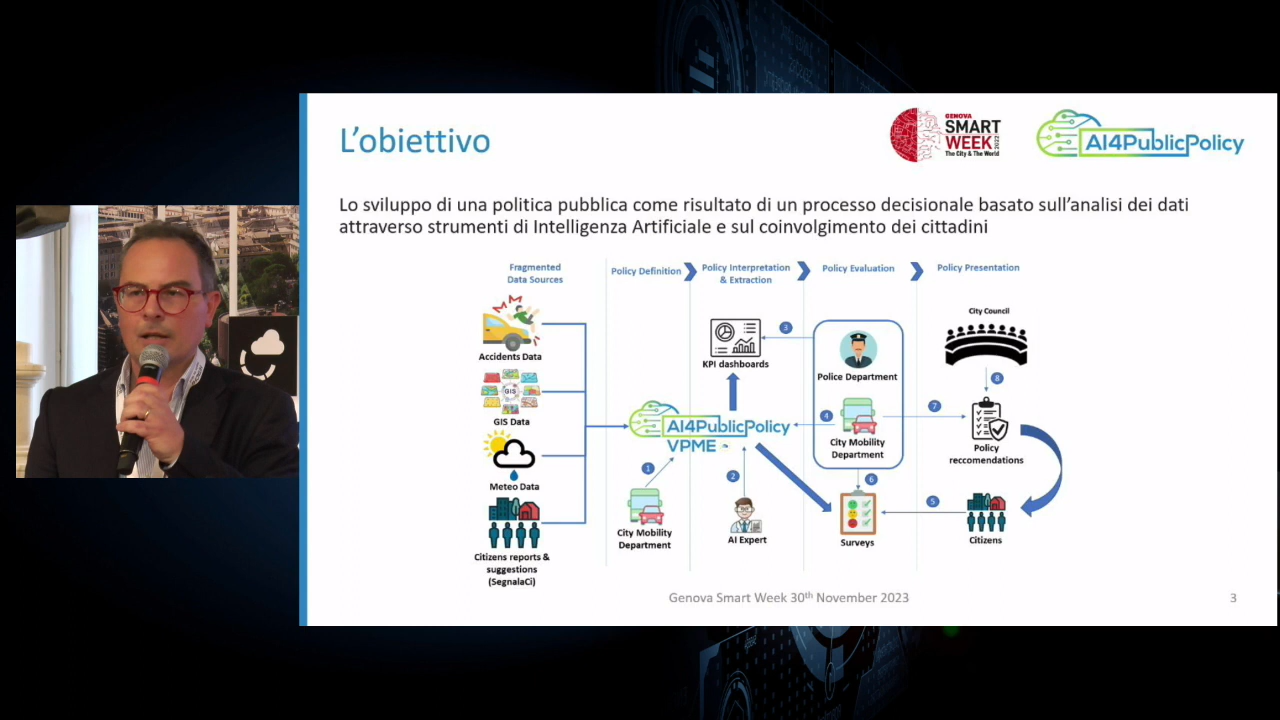 L'obiettivo
GENOVA
SMART
WEEK
The City & The World
AI4PublicPolicy
Lo sviluppo di una politica pubblica come risultato di un processo decisionale basato sull'analisi dei dati
attraverso strumenti di Intelligenza Artificiale e sul coinvolgimento dei cittadini
Fragmented
Data Sources
Policy Definition
Policy Interpretation
& Extraction
Policy Evaluation
Policy Presentation
Accidents Data
GIS
GIS Data
Meteo Data
Citizens reports &
suggestions
(SegnalaCi)
AI4PublicPolicy
VPME
1
City Mobility
Department
KPI dashboards
2
AI Expert
3
Police Department
4
City Mobility
Department
6
Surveys
5
City Council
8
7
Policy
reccomendations
Citizens
Genova Smart Week 30th November 2023
3